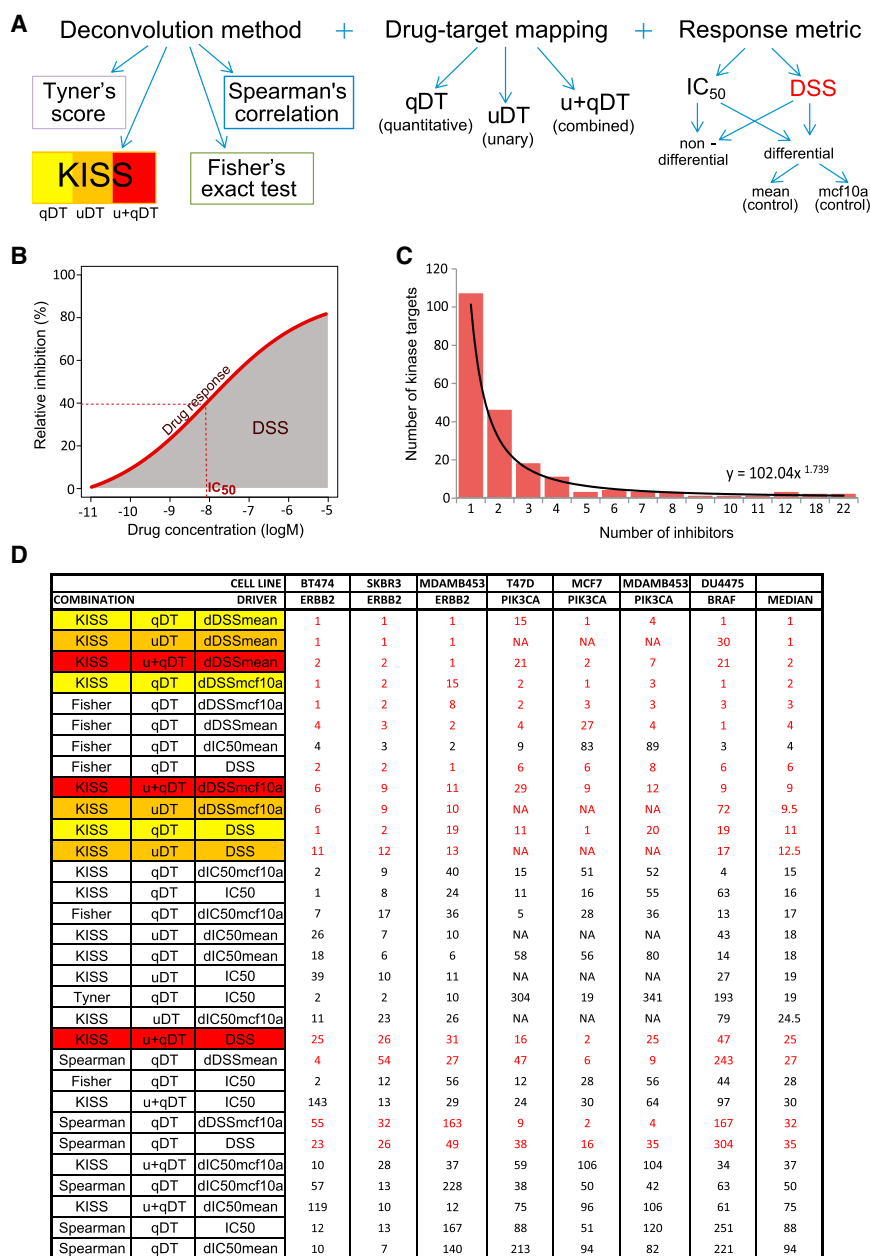 A
Deconvolution method + Drug-target mapping + Response metric
Tyner's score
Spearman's correlation
KISS
qDT uDT u+qDT
Fisher's exact test
qDT (quantitative)
uDT (unary)
u+qDT (combined)
IC50
DSS
non - differential
differential
mean (control)
mcf10a (control)
B
Relative inhibition (%)
100
80
60
40
20
0
Drug response
DSS
IC50
-11 -10 -9 -8 -7 -6 -5
Drug concentration (logM)
C
Number of kinase targets
120
100
80
60
40
20
0
y = 102.04x 1.739
1 2 3 4 5 6 7 8 9 10 11 12 18 22
Number of inhibitors
D
CELL LINE BT474 SKBR3 MDAMB453 T47D MCF7 MDAMB453 DU4475
COMBINATION DRIVER ERBB2 ERBB2 ERBB2 PIK3CA PIK3CA PIK3CA BRAF MEDIAN
KISS qDT dDSSmean 1 1 1 15 1 4 1 1
KISS uDT dDSSmean 1 1 1 NA NA NA 30 1
KISS u+qDT dDSSmean 2 2 1 21 2 7 21 2
KISS qDT dDSSmcf10a 1 2 15 2 1 3 1 2
Fisher qDT dDSSmcf10a 1 2 8 2 3 3 3 3
Fisher qDT dDSSmean 4 3 2 4 27 4 1 4
Fisher qDT dIC50mean 4 3 2 9 83 89 3 4
Fisher qDT DSS 2 2 1 6 6 8 6 6
KISS u+qDT dDSSmcf10a 6 9 11 29 9 12 9 9
KISS uDT dDSSmcf10a 6 9 10 NA NA NA 72 9.5
KISS qDT DSS 1 2 19 11 1 20 19 11
KISS uDT DSS 11 12 13 NA NA NA 17 12.5
KISS qDT dIC50mcf10a 2 9 40 15 51 52 4 15
KISS qDT IC50 1 8 24 11 16 55 63 16
Fisher qDT dIC50mcf10a 7 17 36 5 28 36 13 17
KISS uDT dIC50mean 26 7 10 NA NA NA 43 18
KISS qDT dIC50mean 18 6 6 58 56 80 14 18
KISS uDT IC50 39 10 11 NA NA NA 27 19
Tyner qDT IC50 2 2 10 304 19 341 193 19
KISS uDT dIC50mcf10a 11 23 26 NA NA NA 79 24.5
KISS u+qDT DSS 25 26 31 16 2 25 47 25
Spearman qDT dDSSmean 4 54 27 47 6 9 243 27
Fisher qDT IC50 2 12 56 12 28 56 44 28
KISS u+qDT IC50 143 13 29 24 30 64 97 30
Spearman qDT dDSSmcf10a 55 32 163 9 2 4 167 32
Spearman qDT DSS 23 26 49 38 16 35 304 35
KISS u+qDT dIC50mcf10a 10 28 37 59 106 104 34 37
Spearman qDT dIC50mcf10a 57 13 228 38 50 42 63 50
KISS u+qDT dIC50mean 119 10 12 75 96 106 61 75
Spearman qDT IC50 12 13 167 88 51 120 251 88
Spearman qDT dIC50mean 10 7 140 213 94 82 221 94